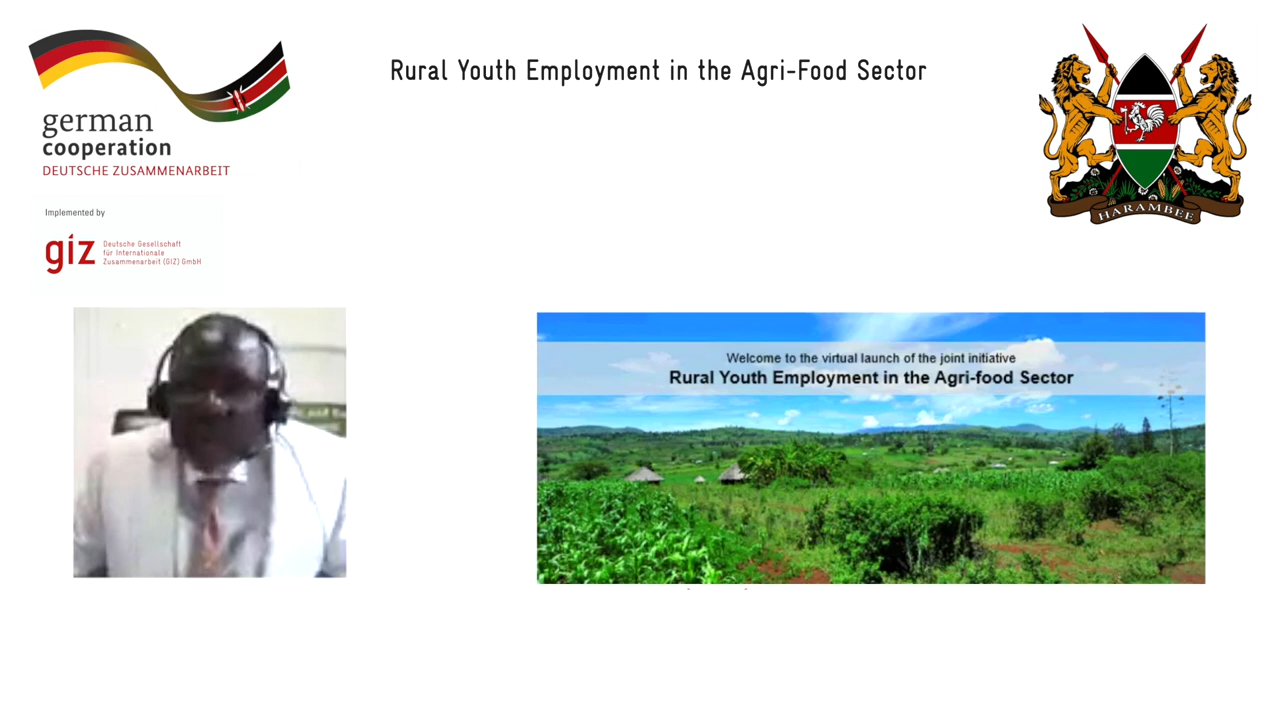 Rural Youth Employment in the Agri-Food Sector
german
cooperation
DEUTSCHE ZUSAMMENARBEIT
Implemented by
giz
Deutsche Gesellschaft
für Internationale
Zusammenarbeit (GIZ) GmbH
HARAMBEE
Welcome to the virtual launch of the joint initiative
Rural Youth Employment in the Agri-food Sector